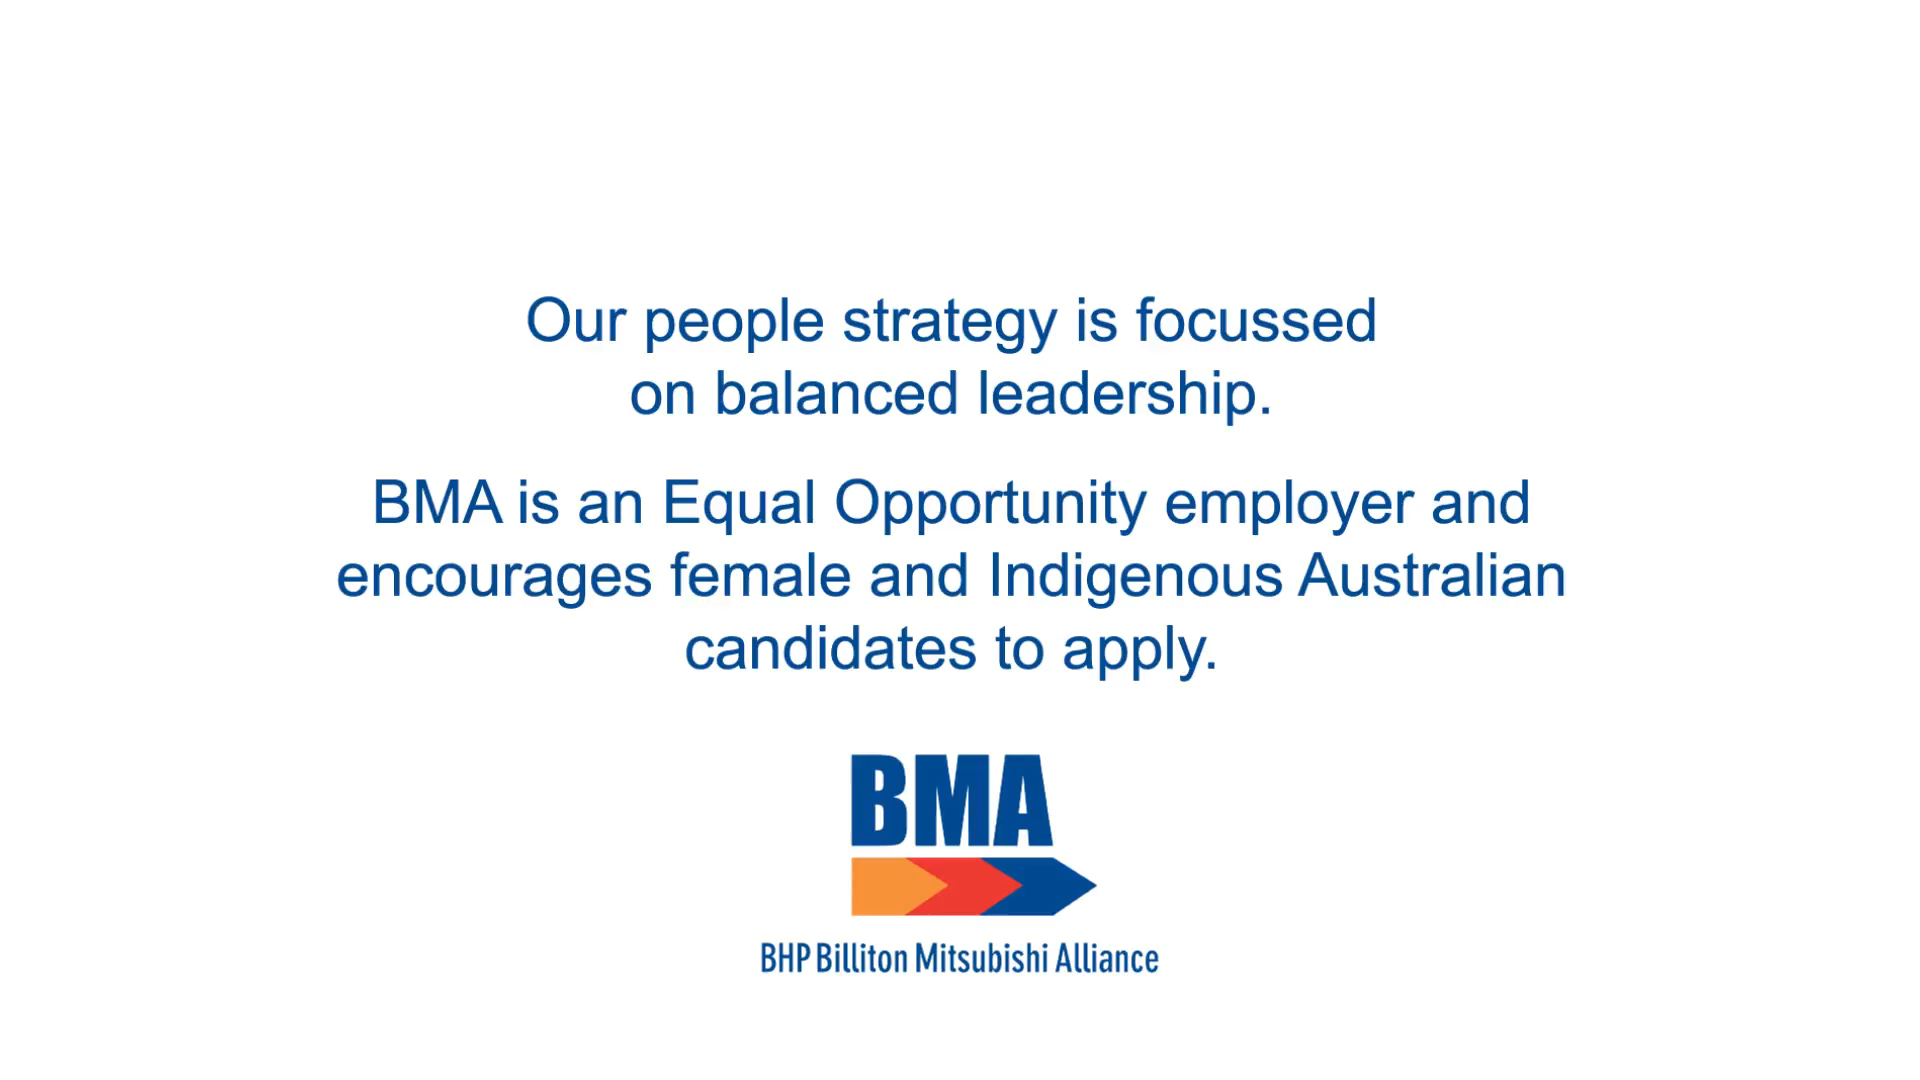 Our people strategy is focussed
on balanced leadership.
BMA is an Equal Opportunity employer and
encourages female and Indigenous Australian
candidates to apply.
BMA
BHP Billiton Mitsubishi Alliance